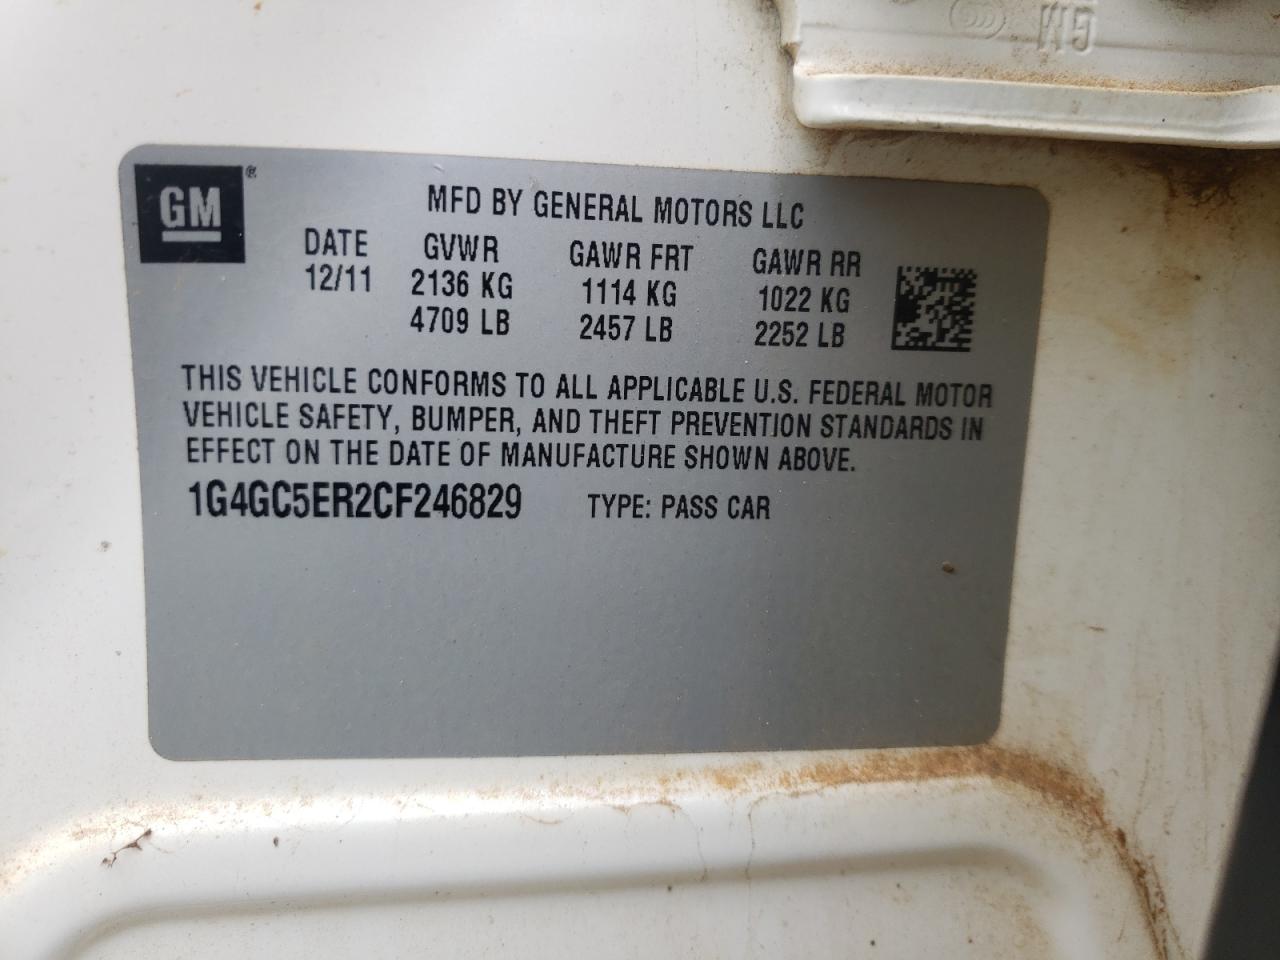 GM
GM ®
MFD BY GENERAL MOTORS LLC
DATE GVWR GAWR FRT GAWR RR
12/11 2136 KG 1114 KG 1022 KG
4709 LB 2457 LB 2252 LB
THIS VEHICLE CONFORMS TO ALL APPLICABLE U.S. FEDERAL MOTOR
VEHICLE SAFETY, BUMPER, AND THEFT PREVENTION STANDARDS IN
EFFECT ON THE DATE OF MANUFACTURE SHOWN ABOVE.
1G4GC5ER2CF246829 TYPE: PASS CAR